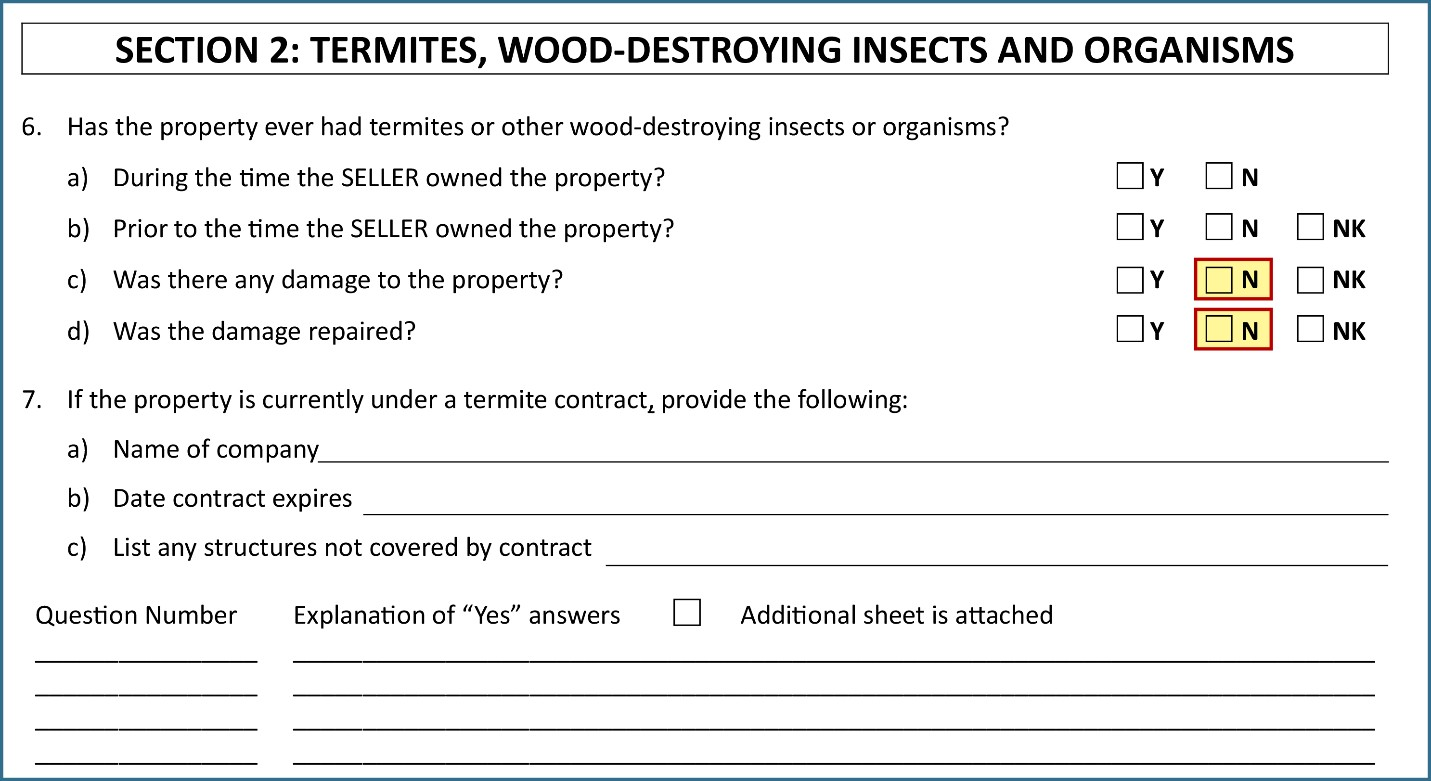 SECTION 2: TERMITES, WOOD-DESTROYING INSECTS AND ORGANISMS
6. Has the property ever had termites or other wood-destroying insects or organisms?
a) During the time the SELLER owned the property? Y N
b) Prior to the time the SELLER owned the property? Y N NK
c) Was there any damage to the property? Y N NK
d) Was the damage repaired? Y N NK
7. If the property is currently under a termite contract, provide the following:
a) Name of company
b) Date contract expires
c) List any structures not covered by contract
Question Number Explanation of “Yes” answers Additional sheet is attached